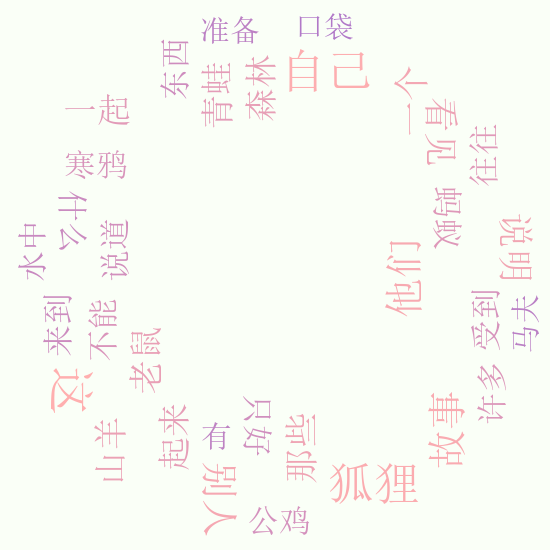 准备
口袋
东西
青蛙
森林
自己
一个
看见
往往
一起
寒鸦
什么
说道
水中
蚂蚁
说明
他们
来到
不能
老鼠
受到
马夫
这
许多
故事
山羊
起来
有
只好
那些
别人
狐狸
公鸡